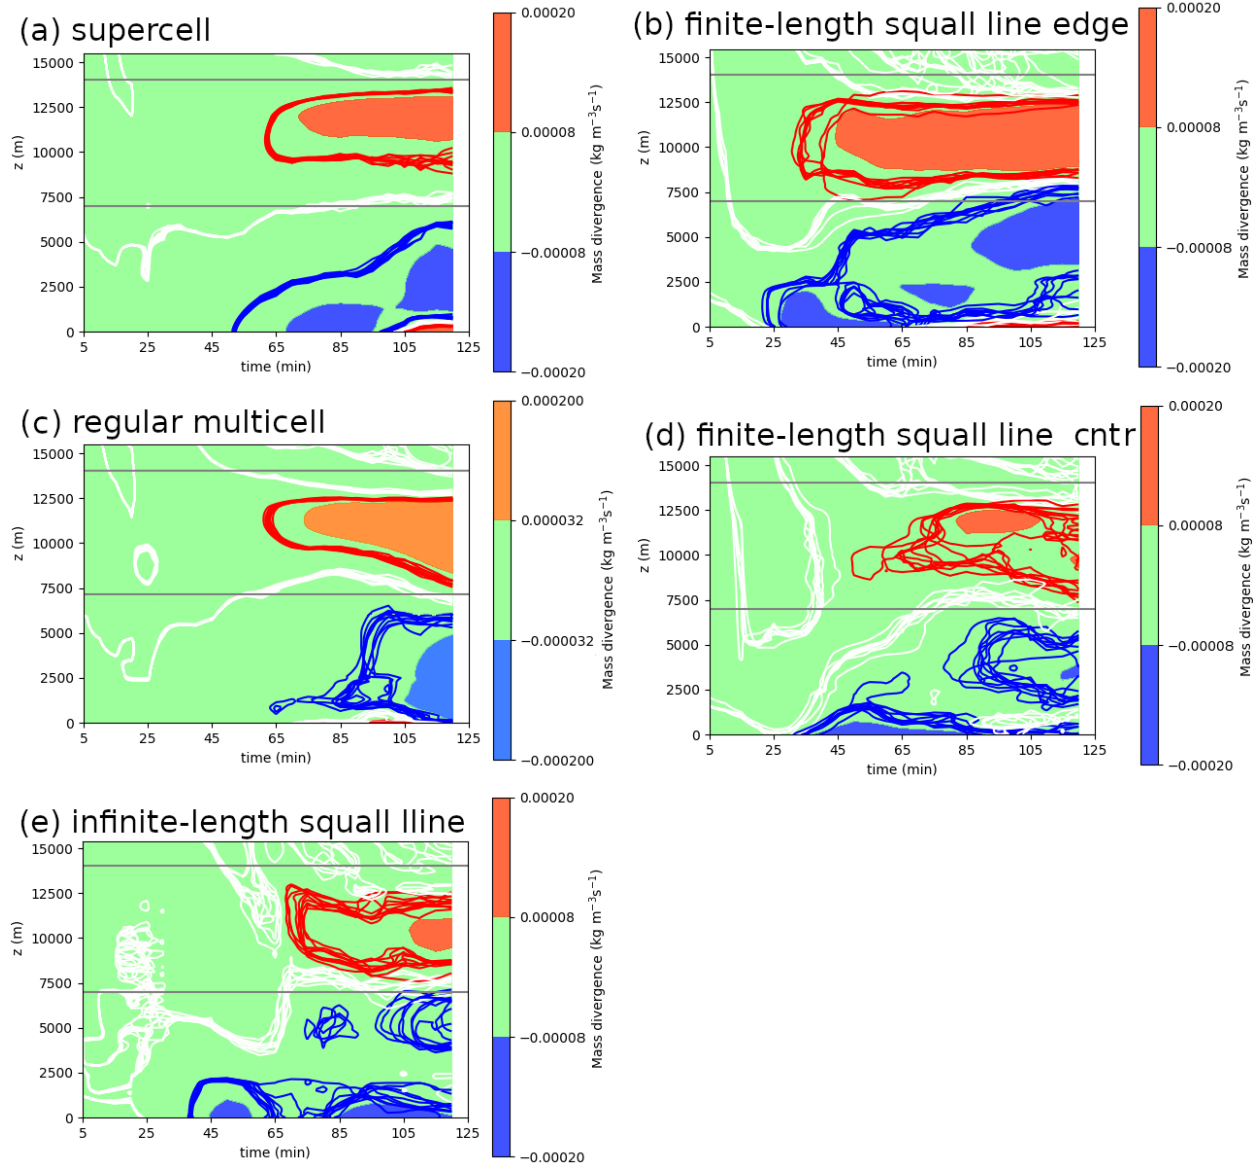 (a) supercell
15000
12500
10000
7500
5000
2500
0
z (m)
5 25 45 65 85 105 125
time (min)
0.00020
0.00008
−0.00008
−0.00020
Mass divergence (kg m−3s−1)
(b) finite-length squall line edge
15000
12500
10000
7500
5000
2500
0
z (m)
5 25 45 65 85 105 125
time (min)
0.00020
0.00008
−0.00008
−0.00020
Mass divergence (kg m−3s−1)
(c) regular multicell
15000
12500
10000
7500
5000
2500
0
z (m)
5 25 45 65 85 105 125
time (min)
0.000200
0.000032
−0.000032
−0.000200
Mass divergence (kg m−3s−1)
(d) finite-length squall line cntr
15000
12500
10000
7500
5000
2500
0
z (m)
5 25 45 65 85 105 125
time (min)
0.00020
0.00008
−0.00008
−0.00020
Mass divergence (kg m−3s−1)
(e) infinite-length squall lline
15000
12500
10000
7500
5000
2500
0
z (m)
5 25 45 65 85 105 125
time (min)
0.00020
0.00008
−0.00008
−0.00020
Mass divergence (kg m−3s−1)